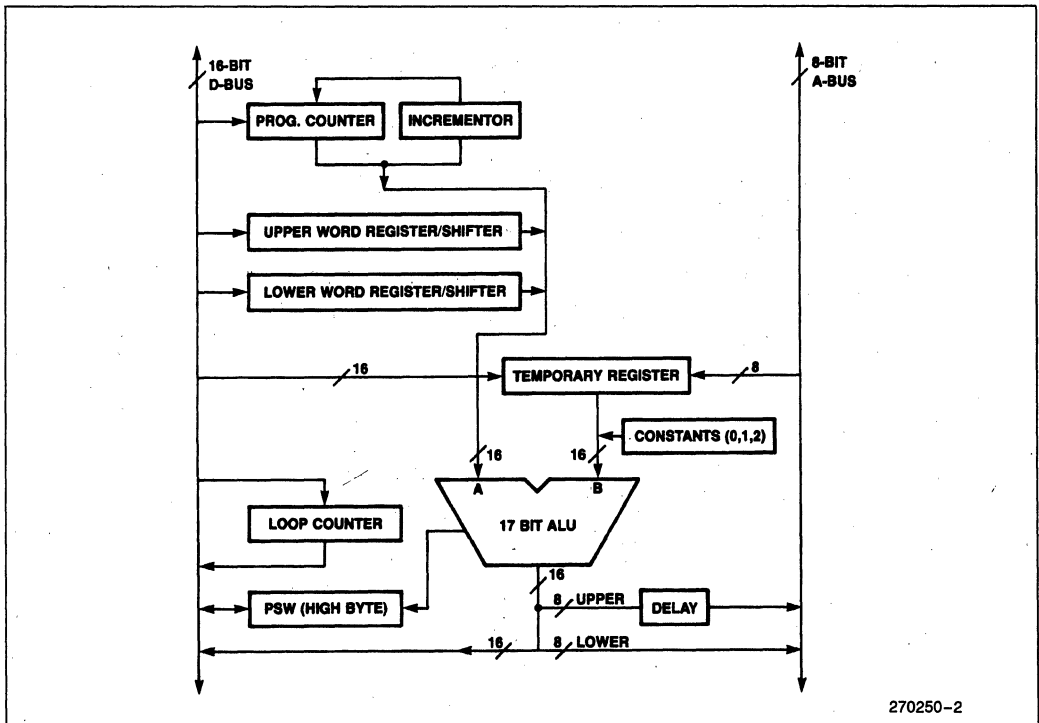 16-BIT
D-BUS
8-BIT
A-BUS
PROG. COUNTER
INCREMENTOR
UPPER WORD REGISTER/SHIFTER
LOWER WORD REGISTER/SHIFTER
16
TEMPORARY REGISTER
8
CONSTANTS (0,1,2)
16
16
A
B
17 BIT ALU
LOOP COUNTER
16
PSW (HIGH BYTE)
8
UPPER
DELAY
16
8
LOWER
270250-2